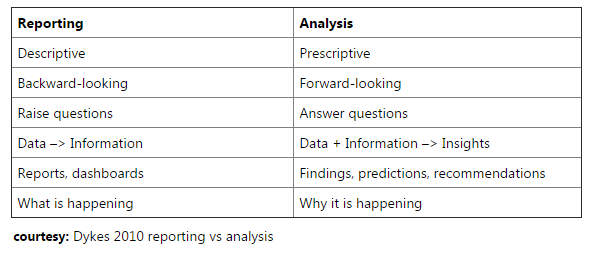 Reporting Analysis
Descriptive Prescriptive
Backward-looking Forward-looking
Raise questions Answer questions
Data –> Information Data + Information –> Insights
Reports, dashboards Findings, predictions, recommendations
What is happening Why it is happening
courtesy: Dykes 2010 reporting vs analysis